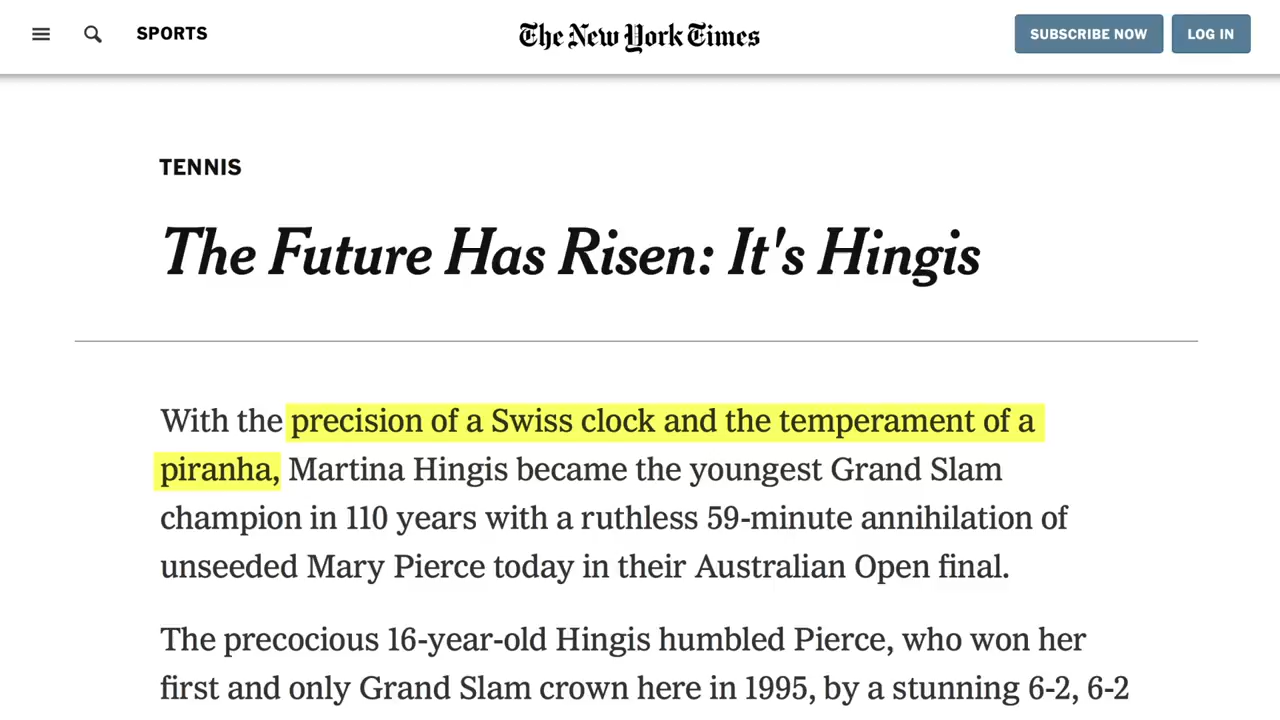 SPORTS
The New York Times
SUBSCRIBE NOW
LOG IN
TENNIS
The Future Has Risen: It's Hingis
With the precision of a Swiss clock and the temperament of a
piranha, Martina Hingis became the youngest Grand Slam
champion in 110 years with a ruthless 59-minute annihilation of
unseeded Mary Pierce today in their Australian Open final.
The precocious 16-year-old Hingis humbled Pierce, who won her
first and only Grand Slam crown here in 1995, by a stunning 6-2, 6-2